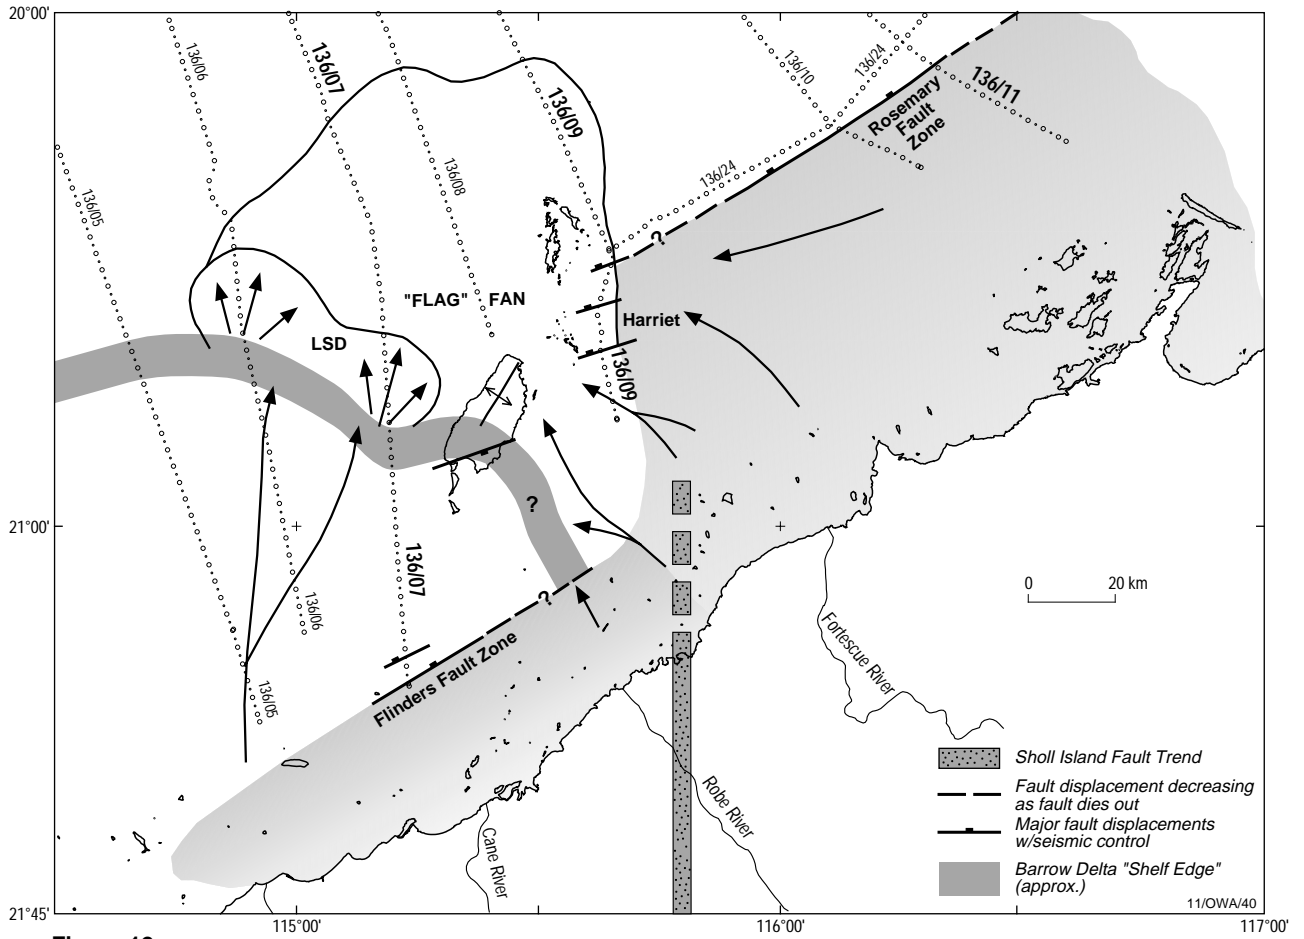 20°00'
136/06
136/07
136/09
136/10
136/24
136/11
Rosemary
Fault
Zone
136/05
136/08
136/24
?
"FLAG" FAN
Harriet
LSD
136/09
?
21°00'
136/07
136/06
?
Flinders Fault Zone
136/05
0 20 km
Fortescue River
Robe River
Cane River
Sholl Island Fault Trend
Fault displacement decreasing
as fault dies out
Major fault displacements
w/seismic control
Barrow Delta "Shelf Edge"
(approx.)
11/OWA/40
21°45'
115°00'
116°00'
117°00'